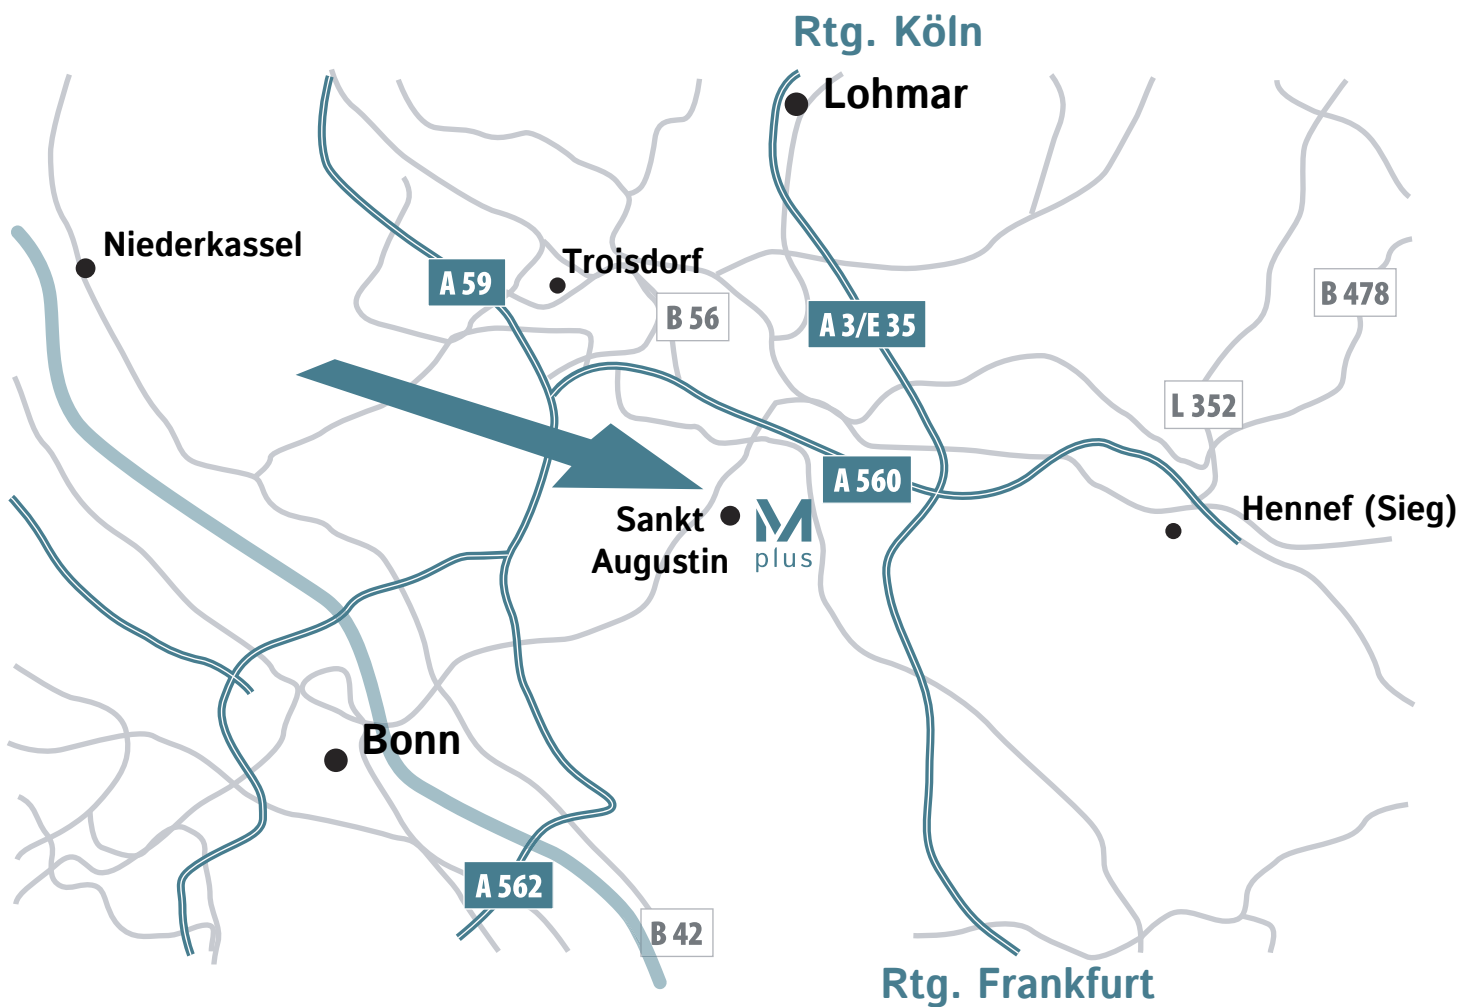 Rtg. Köln
Lohmar
Niederkassel
Troisdorf
A 59
B 478
B 56
A 3/E 35
L 352
A 560
Hennef (Sieg)
Sankt
Augustin
M
plus
Bonn
A 562
B 42
Rtg. Frankfurt